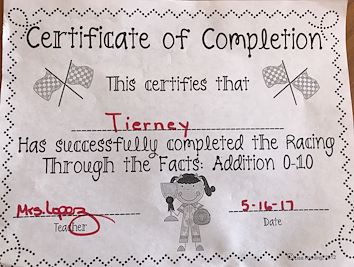 Certificate of Completion
This certifies that
Tierney
Has successfully completed the Racing
Through the Facts: Addition 0-10
Mrs. Lopez 5-16-17
Teacher Date